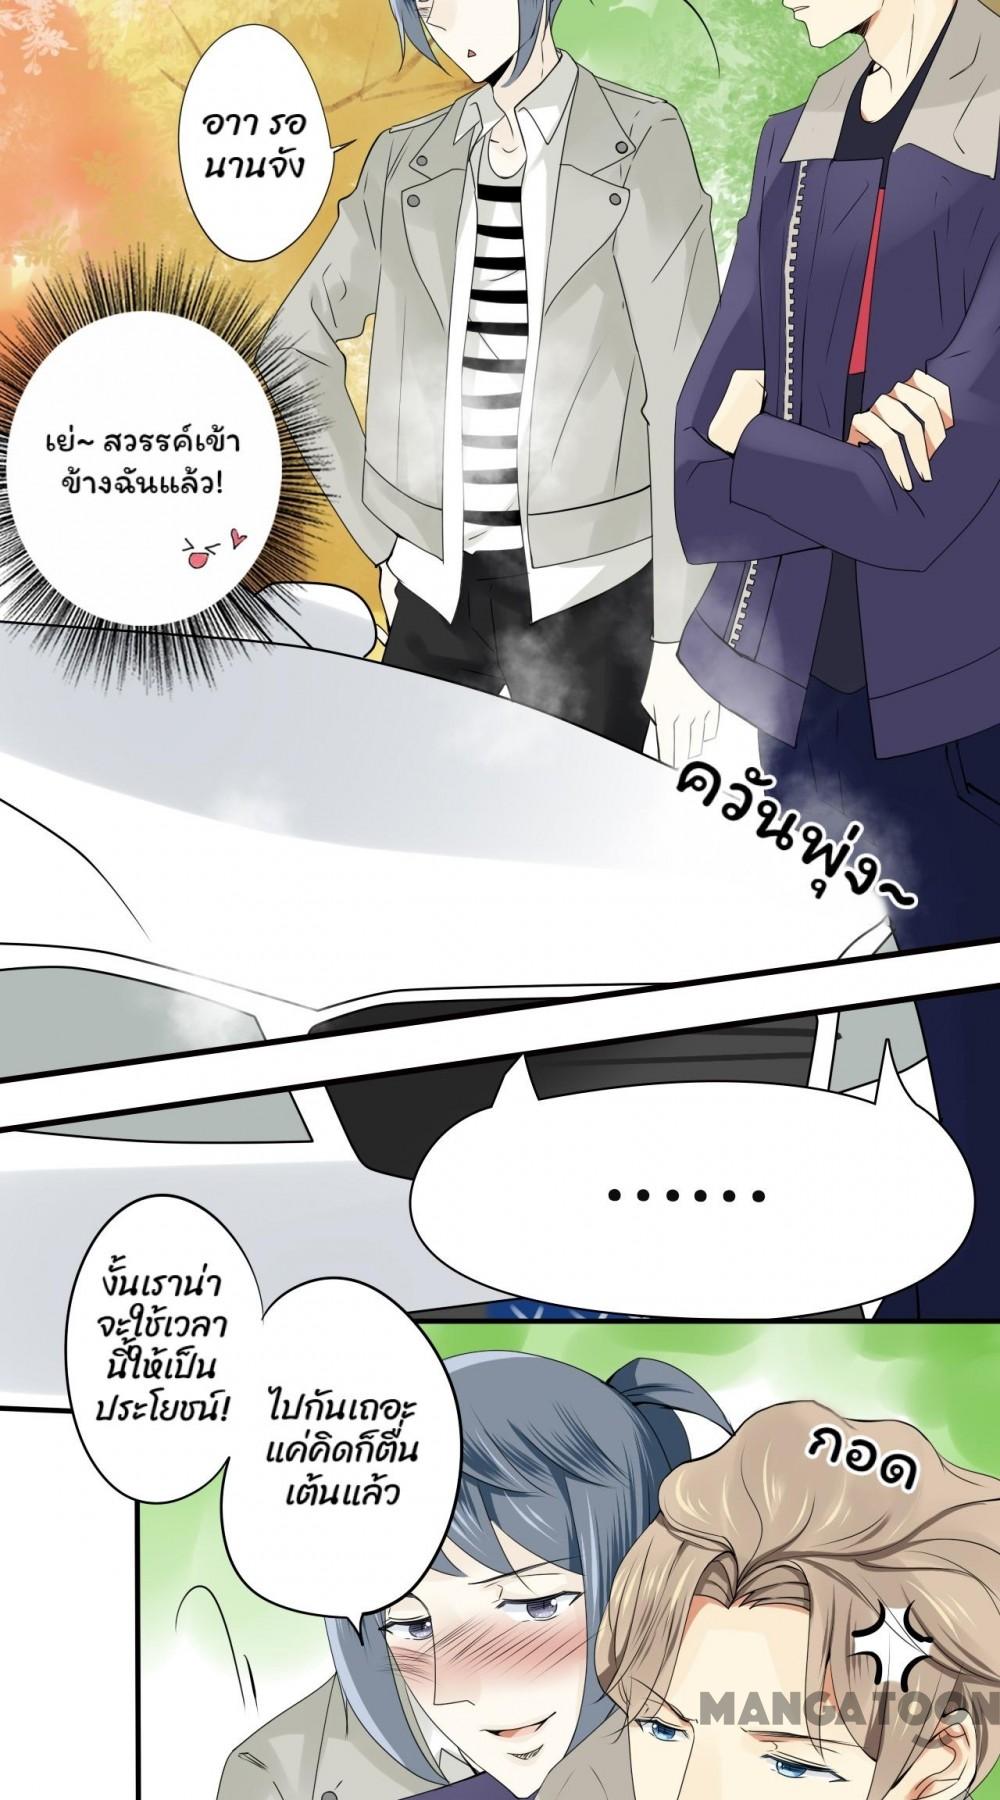 อาา รอ
นานจัง
เย่~ สวรรค์เข้า
ข้างฉันแล้ว!
ควันพุ่ง~
......
งั้นเราน่า
จะใช้เวลา
นี้ให้เป็น
ประโยชน์!
ไปกันเถอะ
แค่คิดก็ตื่น
เต้นแล้ว
กอด
MANGATOON